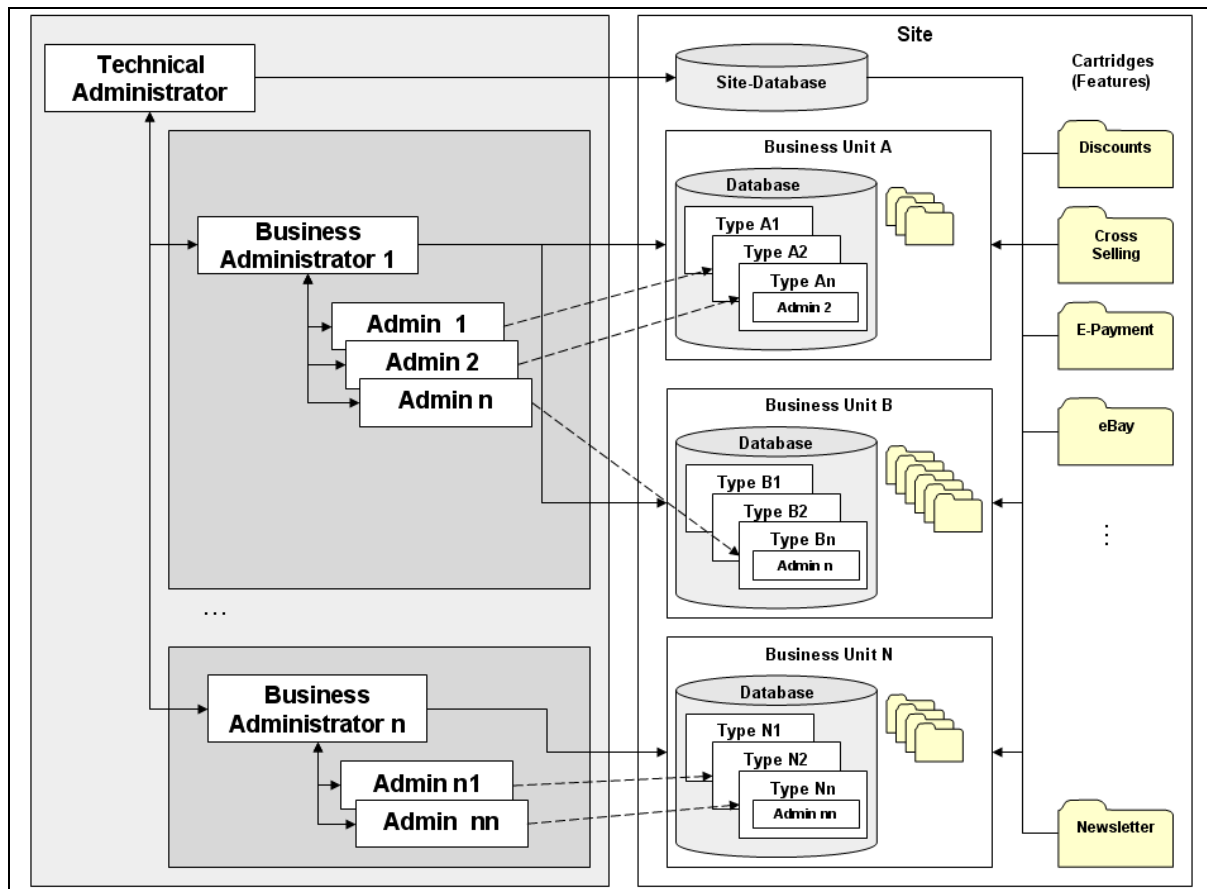 Technical
Administrator
Business
Administrator 1
Admin 1
Admin 2
Admin n
...
Business
Administrator n
Admin n1
Admin nn
Site
Site-Database
Business Unit A
Database
Type A1
Type A2
Type An
Admin 2
Business Unit B
Database
Type B1
Type B2
Type Bn
Admin n
Business Unit N
Database
Type N1
Type N2
Type Nn
Admin nn
Cartridges
(Features)
Discounts
Cross
Selling
E-Payment
eBay
⋮
Newsletter